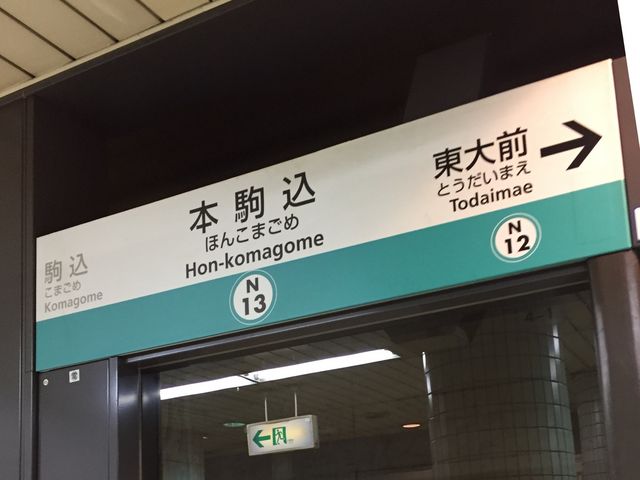 本駒込
ほんこまごめ
Hon-komagome
N
13
東大前
とうだいまえ
Todaimae
N
12
駒込
こまごめ
Komagome